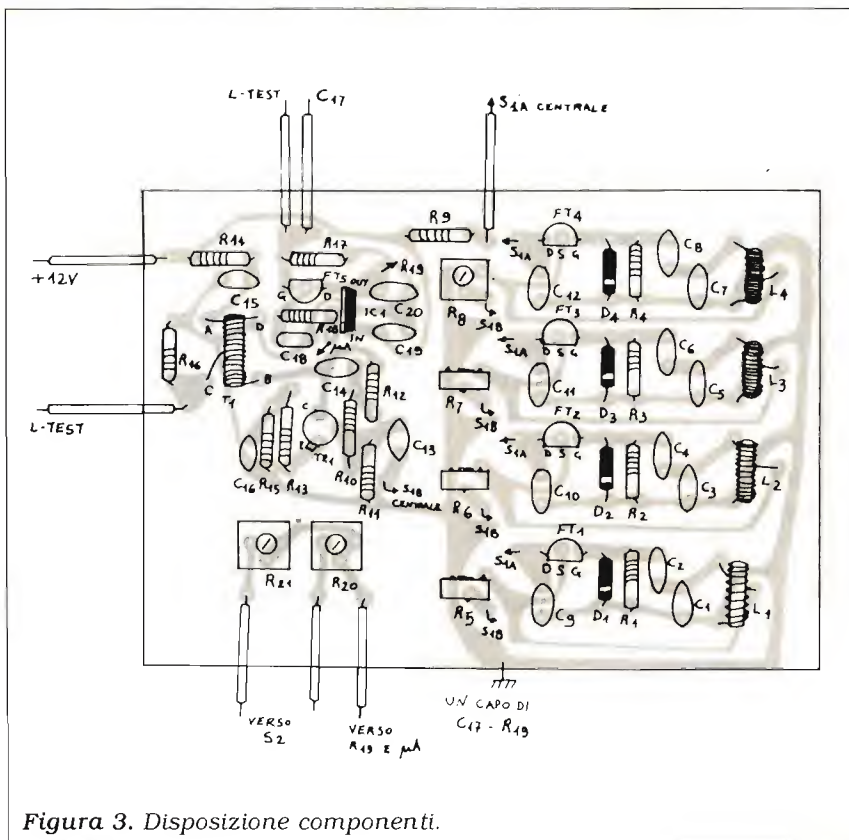 L-TEST
C17
S1A CENTRALE
+12V
R14
R17
R9
FT4
S1A
D S G
C8
C15
G
FT5
D
OUT
R19
C20
R8
S1B
C12
D4
R4
C7
L4
A
D
R18
IC1
IN
C19
FT3
S1A
D S G
C6
R16
C
B
T1
C18
µA
C14
R12
R7
S1B
C11
D3
R3
C5
L3
L-TEST
FT2
S1A
D S G
C4
C
TR1
C13
C16
R15
R13
R10
R11
S1B
CENTRALE
R6
S1B
C10
D2
R2
C3
L2
FT1
S1A
D S G
C2
R21
R20
R5
S1B
C9
D1
R1
C1
L1
VERSO
S2
VERSO
R19 E µA
UN CAPO DI
C17 - R19
Figura 3. Disposizione componenti.